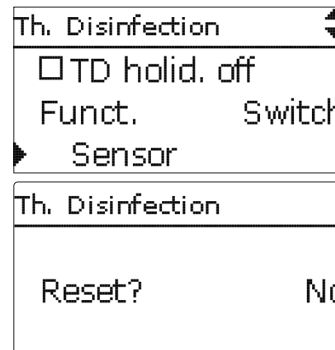 Th. Disinfection
TD holid. off
Funct. Switch
Sensor
Th. Disinfection
Reset? No